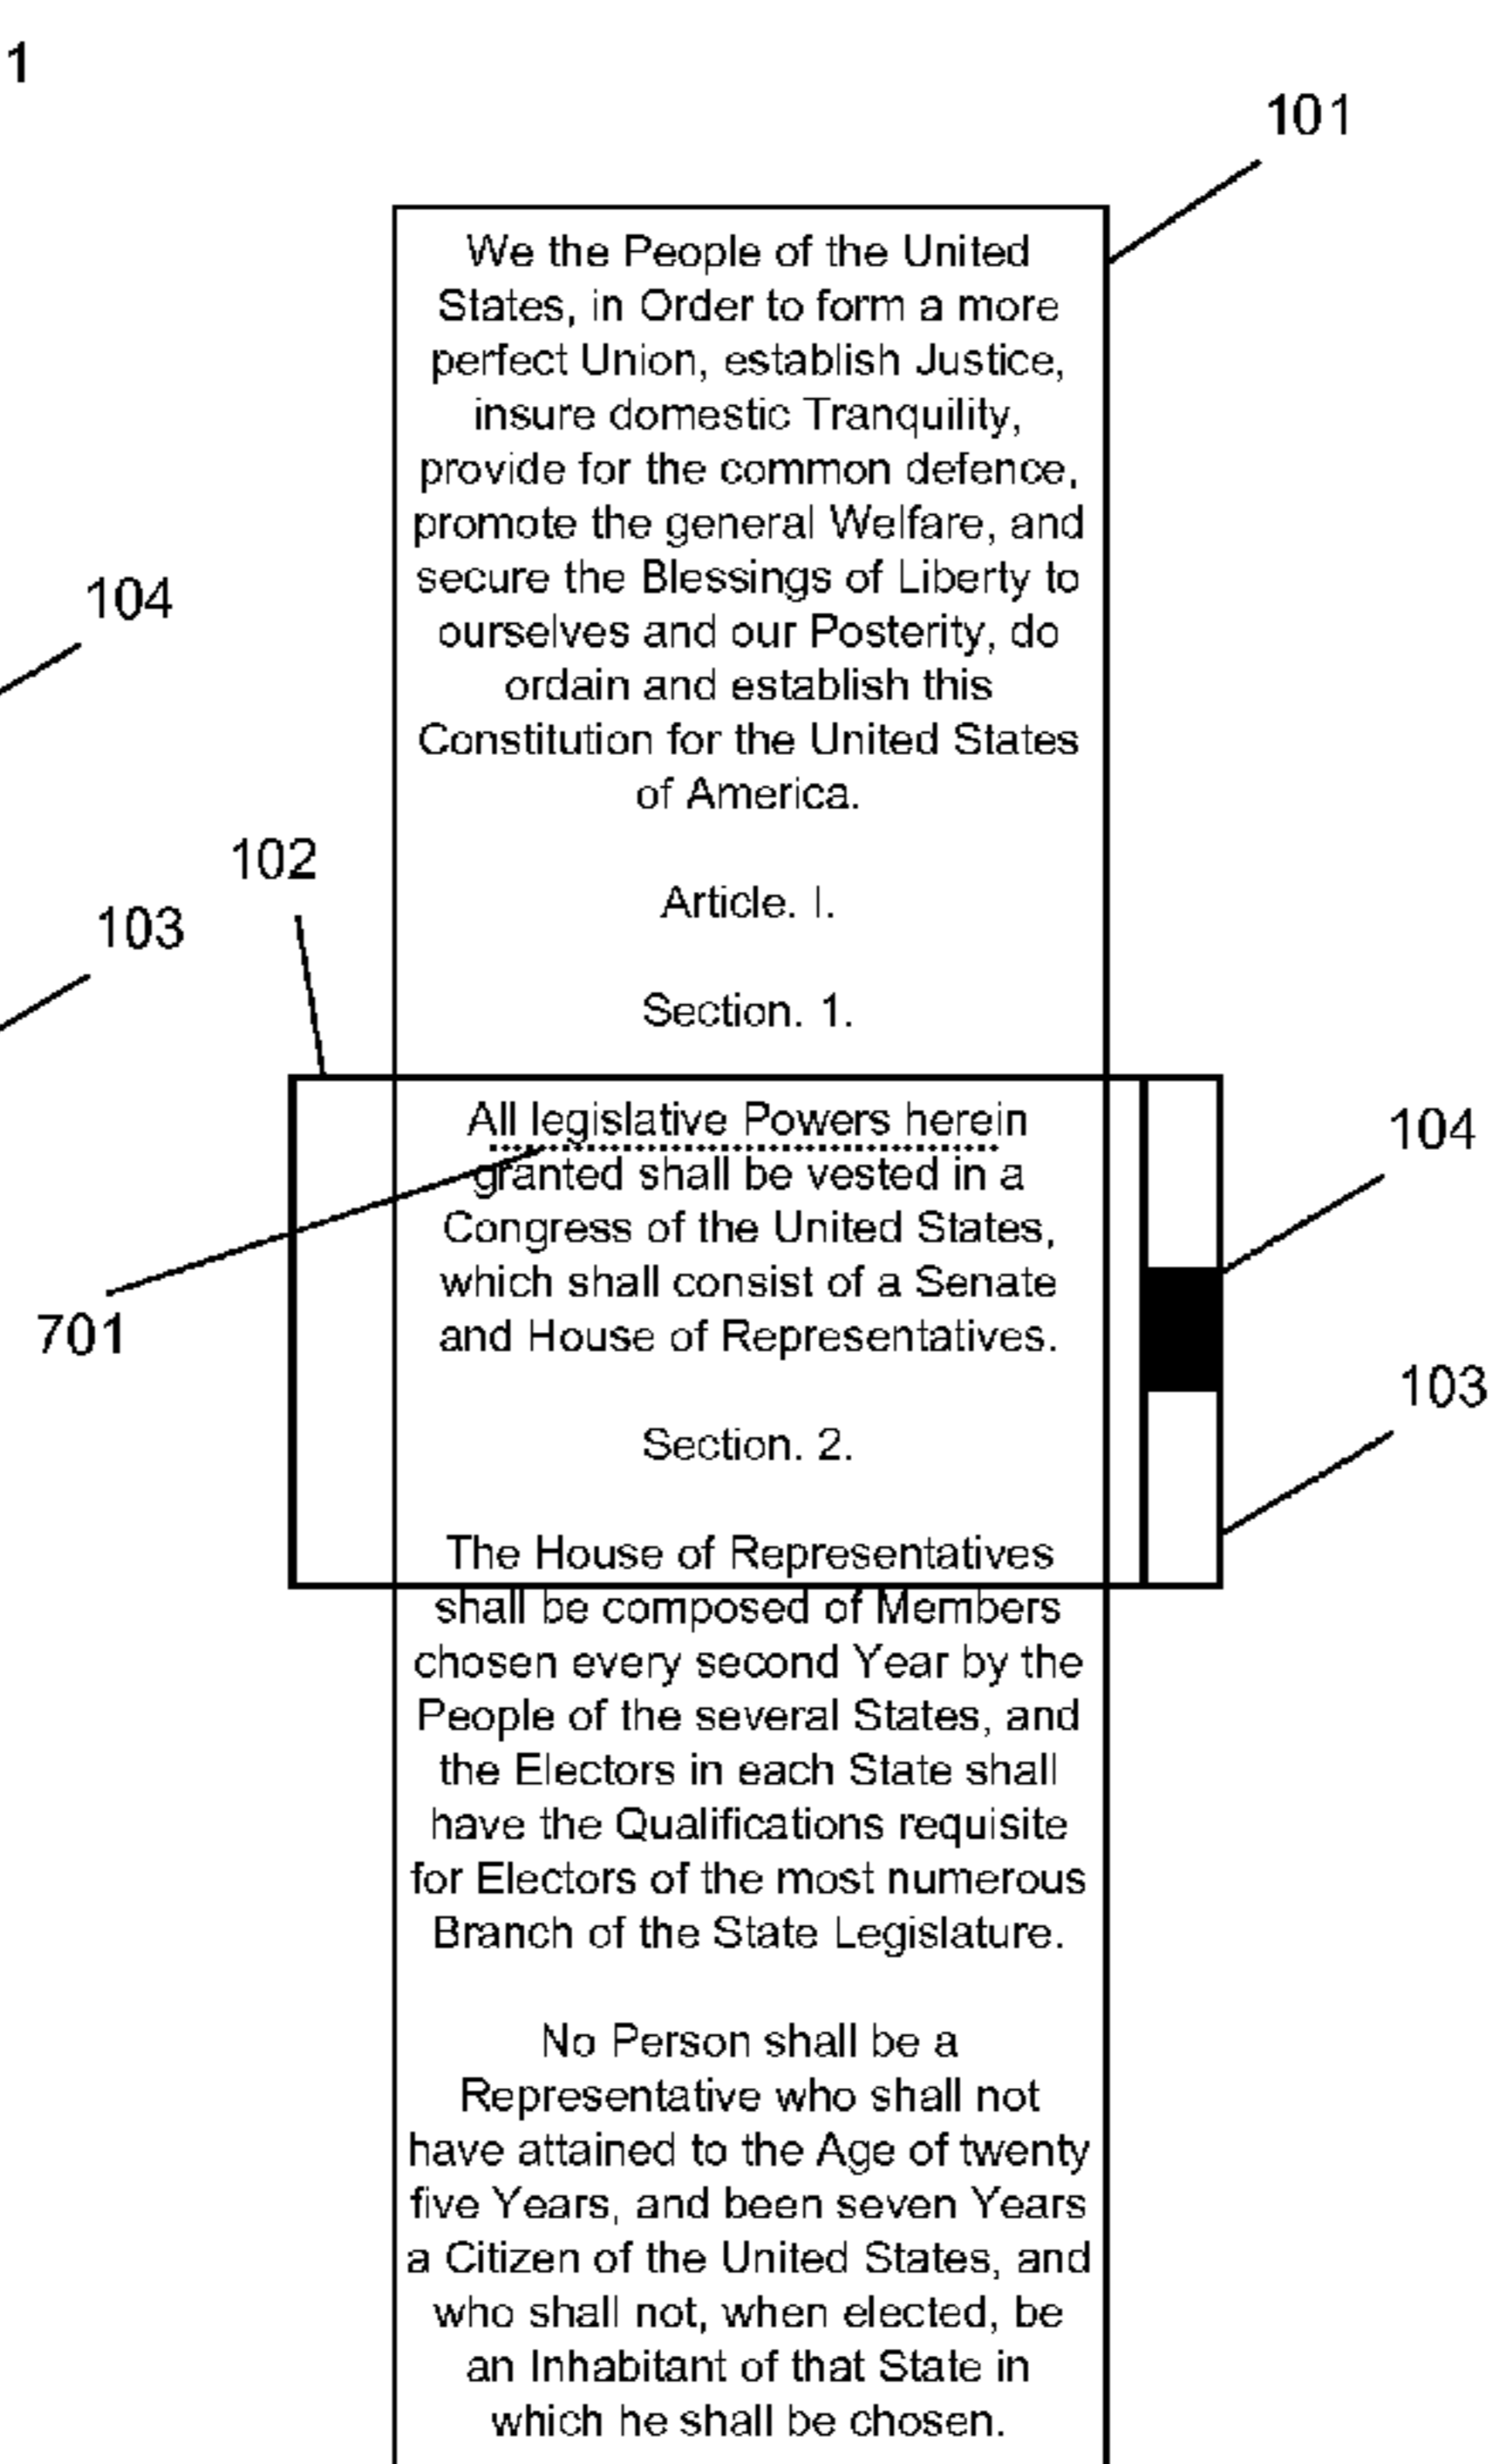 1
101
We the People of the United
States, in Order to form a more
perfect Union, establish Justice,
insure domestic Tranquility,
provide for the common defence,
promote the general Welfare, and
secure the Blessings of Liberty to
ourselves and our Posterity, do
ordain and establish this
Constitution for the United States
of America.
104
102
103
Article. I.
Section. 1.
All legislative Powers herein
granted shall be vested in a
Congress of the United States,
which shall consist of a Senate
and House of Representatives.
104
701
103
Section. 2.
The House of Representatives
shall be composed of Members
chosen every second Year by the
People of the several States, and
the Electors in each State shall
have the Qualifications requisite
for Electors of the most numerous
Branch of the State Legislature.
No Person shall be a
Representative who shall not
have attained to the Age of twenty
five Years, and been seven Years
a Citizen of the United States, and
who shall not, when elected, be
an Inhabitant of that State in
which he shall be chosen.